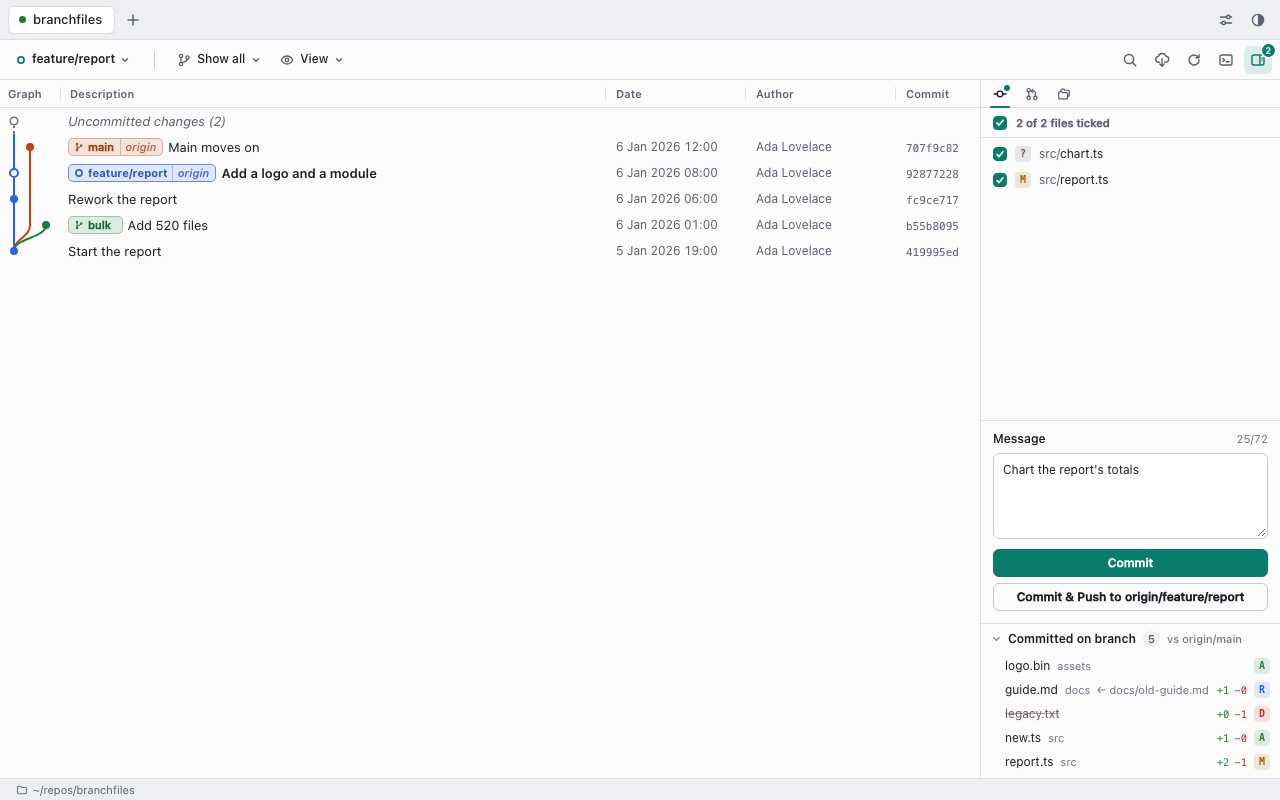 branchfiles
feature/report
Show all
View
2
Graph Description Date Author Commit
Uncommitted changes (2)
main origin Main moves on 6 Jan 2026 12:00 Ada Lovelace 707f9c82
feature/report origin Add a logo and a module 6 Jan 2026 08:00 Ada Lovelace 92877228
Rework the report 6 Jan 2026 06:00 Ada Lovelace fc9ce717
bulk Add 520 files 6 Jan 2026 01:00 Ada Lovelace b55b8095
Start the report 5 Jan 2026 19:00 Ada Lovelace 419995ed
2 of 2 files ticked
? src/chart.ts
M src/report.ts
Message 25/72
Chart the report's totals
Commit
Commit & Push to origin/feature/report
Committed on branch 5 vs origin/main
logo.bin assets A
guide.md docs ← docs/old-guide.md +1 −0 R
legacy.txt +0 −1 D
new.ts src +1 −0 A
report.ts src +2 −1 M
~/repos/branchfiles